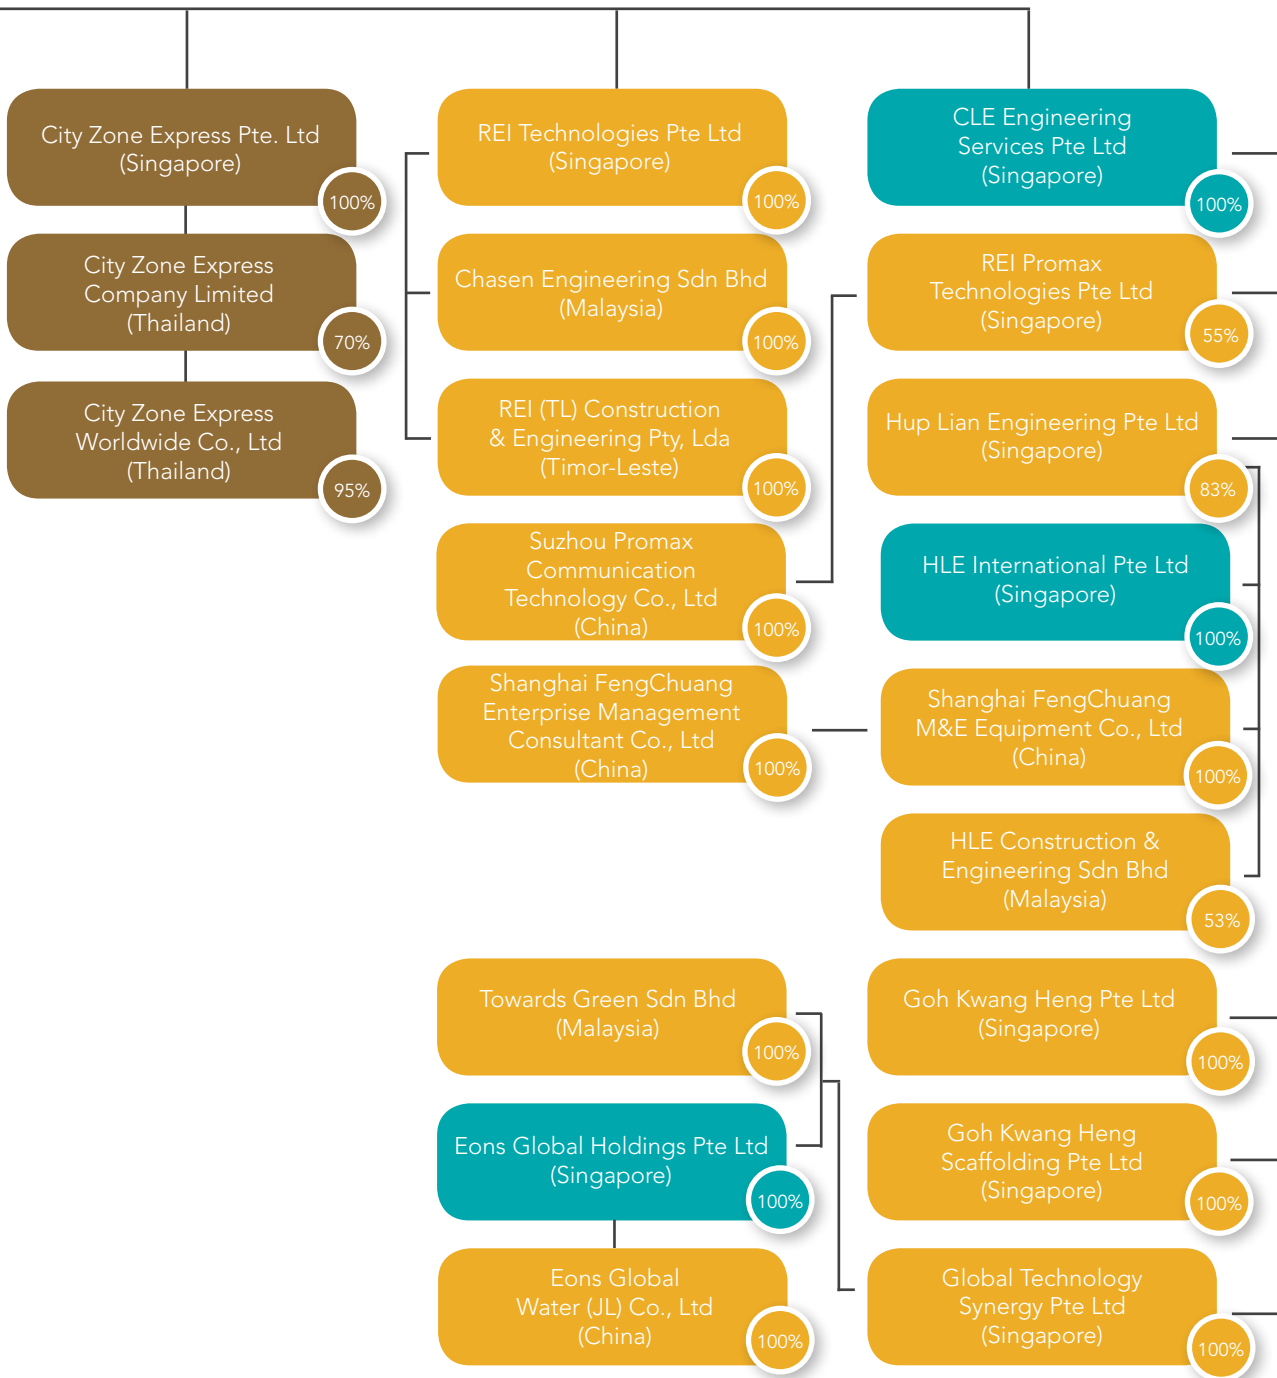 City Zone Express Pte. Ltd
(Singapore)
100%
City Zone Express
Company Limited
(Thailand)
70%
City Zone Express
Worldwide Co., Ltd
(Thailand)
95%
REI Technologies Pte Ltd
(Singapore)
100%
Chasen Engineering Sdn Bhd
(Malaysia)
100%
REI (TL) Construction
& Engineering Pty, Lda
(Timor-Leste)
100%
Suzhou Promax
Communication
Technology Co., Ltd
(China)
100%
Shanghai FengChuang
Enterprise Management
Consultant Co., Ltd
(China)
100%
Towards Green Sdn Bhd
(Malaysia)
100%
Eons Global Holdings Pte Ltd
(Singapore)
100%
Eons Global
Water (JL) Co., Ltd
(China)
100%
CLE Engineering
Services Pte Ltd
(Singapore)
100%
REI Promax
Technologies Pte Ltd
(Singapore)
55%
Hup Lian Engineering Pte Ltd
(Singapore)
83%
HLE International Pte Ltd
(Singapore)
100%
Shanghai FengChuang
M&E Equipment Co., Ltd
(China)
100%
HLE Construction &
Engineering Sdn Bhd
(Malaysia)
53%
Goh Kwang Heng Pte Ltd
(Singapore)
100%
Goh Kwang Heng
Scaffolding Pte Ltd
(Singapore)
100%
Global Technology
Synergy Pte Ltd
(Singapore)
100%